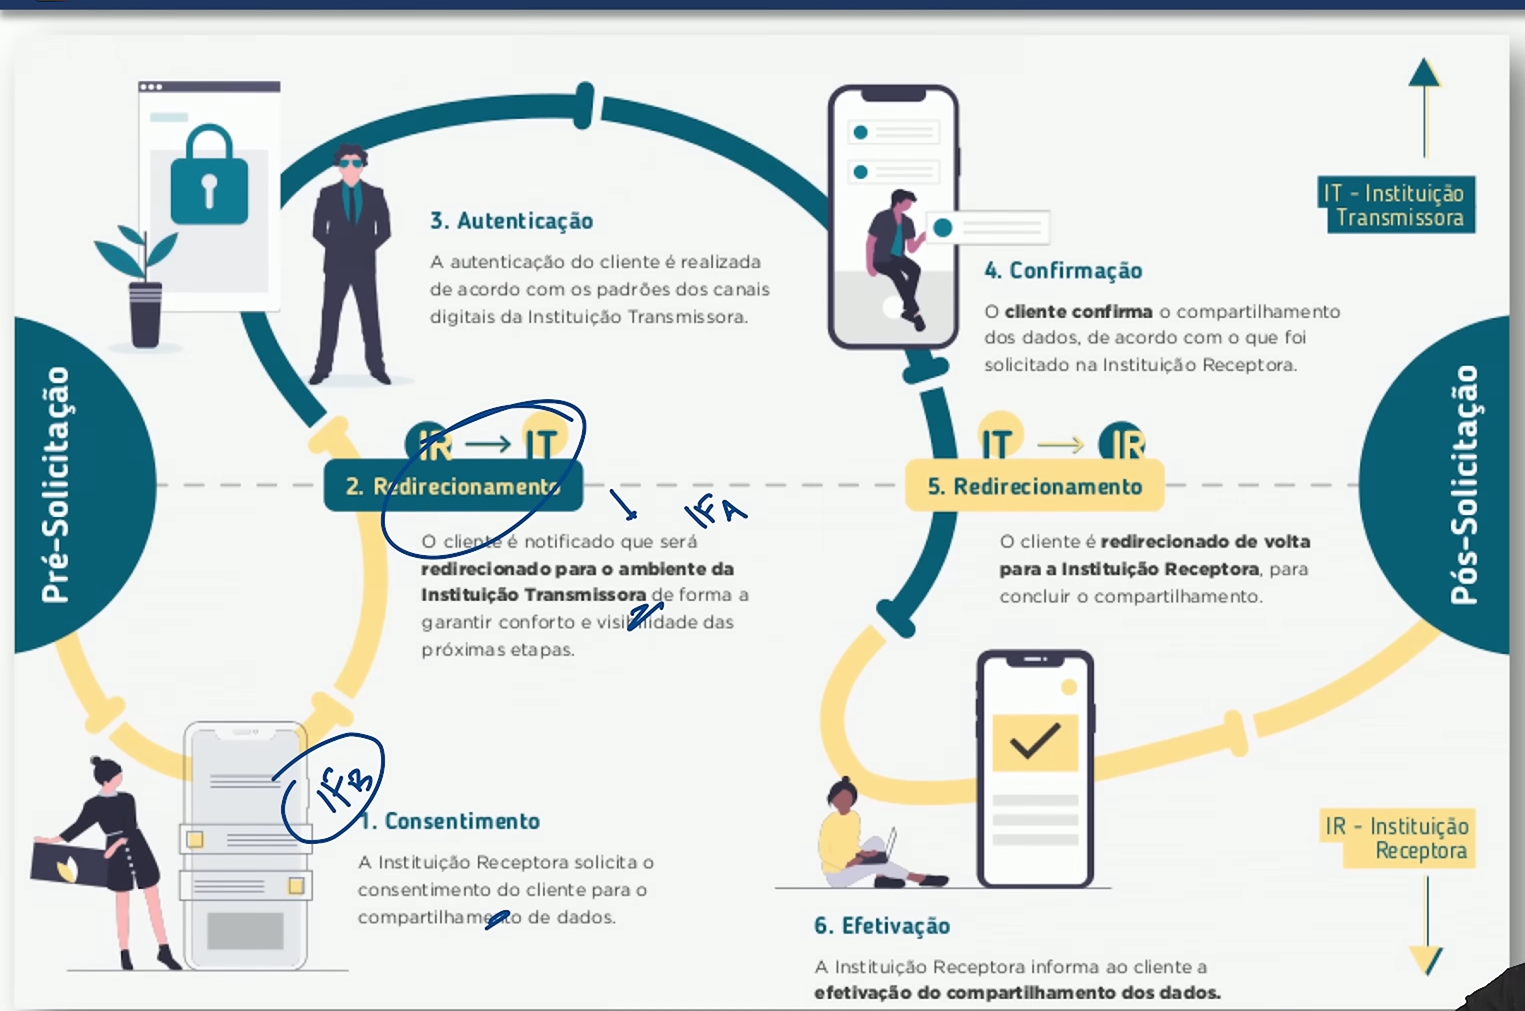 3. Autenticação
A autenticação do cliente é realizada
de acordo com os padrões dos canais
digitais da Instituição Transmissora.
IT - Instituição
Transmissora
4. Confirmação
O cliente confirma o compartilhamento
dos dados, de acordo com o que foi
solicitado na Instituição Receptora.
Pré-Solicitação
IR → IT
2. Redirecionamento
IFA
O cliente é notificado que será
redirecionado para o ambiente da
Instituição Transmissora de forma a
garantir conforto e visibilidade das
próximas etapas.
IT → IR
5. Redirecionamento
O cliente é redirecionado de volta
para a Instituição Receptora, para
concluir o compartilhamento.
Pós-Solicitação
IFB
1. Consentimento
A Instituição Receptora solicita o
consentimento do cliente para o
compartilhamento de dados.
IR - Instituição
Receptora
6. Efetivação
A Instituição Receptora informa ao cliente a
efetivação do compartilhamento dos dados.